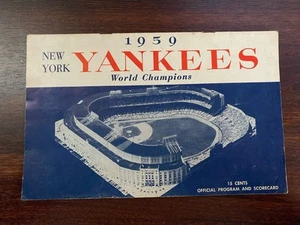 1959
NEW YORK YANKEES
World Champions
15 CENTS
OFFICIAL PROGRAM AND SCORECARD